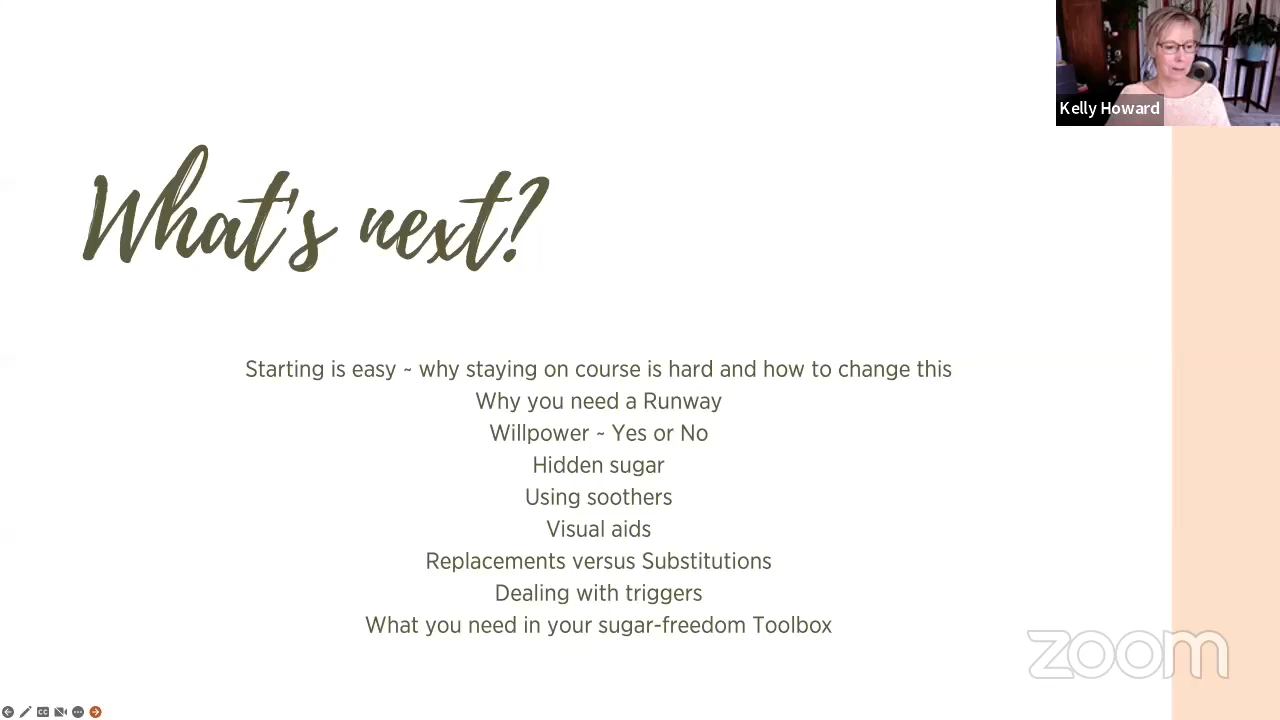 Kelly Howard
What's next?
Starting is easy ~ why staying on course is hard and how to change this
Why you need a Runway
Willpower ~ Yes or No
Hidden sugar
Using soothers
Visual aids
Replacements versus Substitutions
Dealing with triggers
What you need in your sugar-freedom Toolbox
zoom
CC